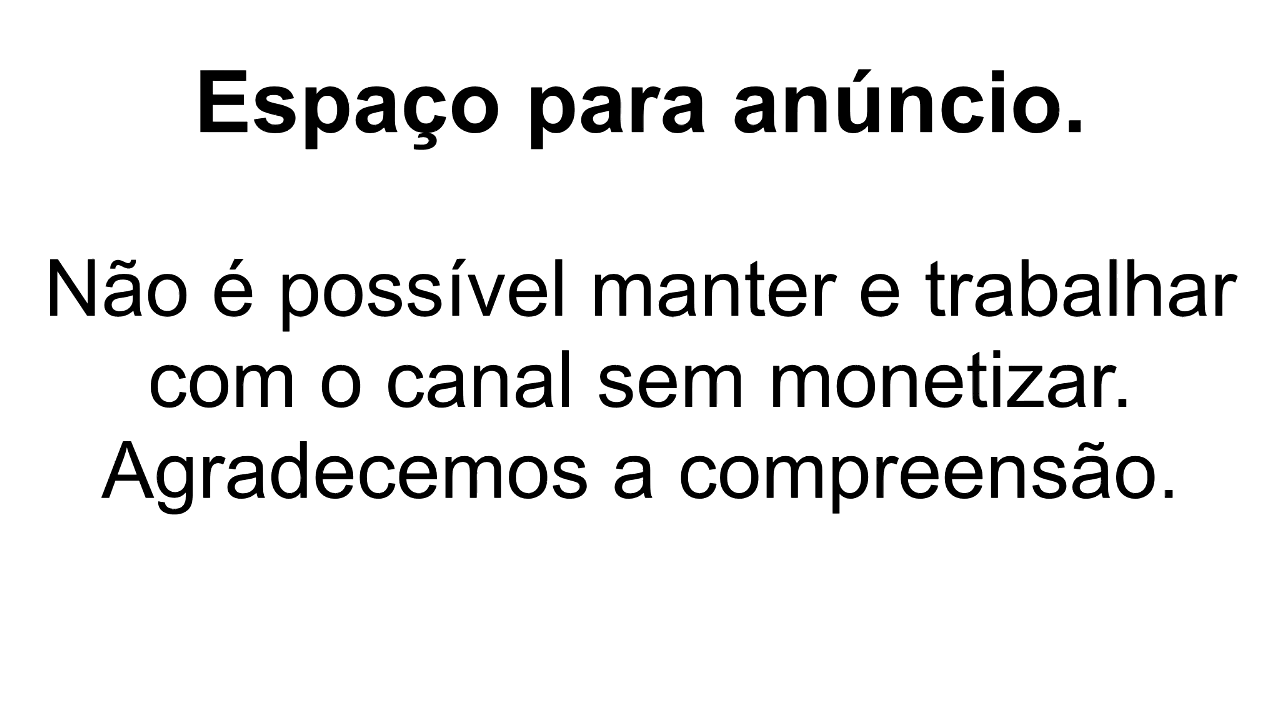 Espaço para anúncio.
Não é possível manter e trabalhar
com o canal sem monetizar.
Agradecemos a compreensão.